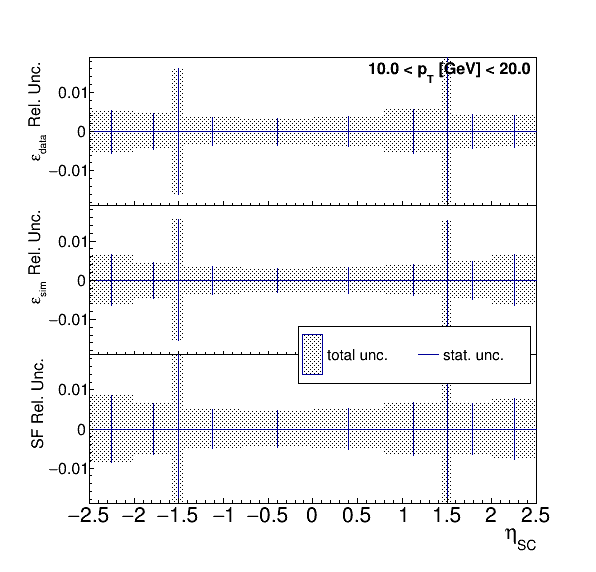 10.0 < p_T [GeV] < 20.0
ε_data Rel. Unc.
0.01
0
−0.01
ε_sim Rel. Unc.
0.01
0
−0.01
total unc.
stat. unc.
SF Rel. Unc.
0.01
0
−0.01
−2.5 −2 −1.5 −1 −0.5 0 0.5 1 1.5 2 2.5
η_SC